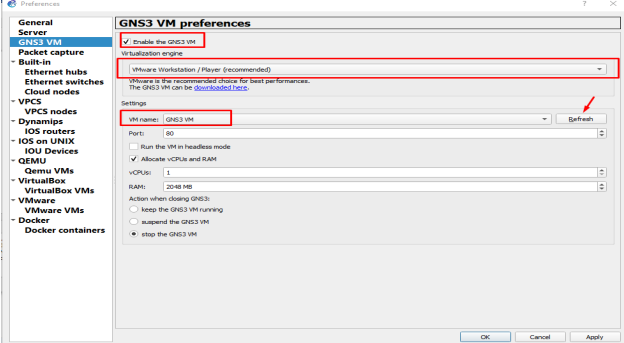 Preferences
? ×
General
Server
GNS3 VM
Packet capture
Built-in
Ethernet hubs
Ethernet switches
Cloud nodes
VPCS
VPCS nodes
Dynamips
IOS routers
IOS on UNIX
IOU Devices
QEMU
Qemu VMs
VirtualBox
VirtualBox VMs
VMware
VMware VMs
Docker
Docker containers
GNS3 VM preferences
Enable the GNS3 VM
Virtualization engine
VMware Workstation / Player (recommended)
VMware is the recommended choice for best performances.
The GNS3 VM can be downloaded here.
Settings
VM name: GNS3 VM Refresh
Port: 80
Run the VM in headless mode
Allocate vCPUs and RAM
vCPUs: 1
RAM: 2048 MB
Action when closing GNS3:
keep the GNS3 VM running
suspend the GNS3 VM
stop the GNS3 VM
OK Cancel Apply